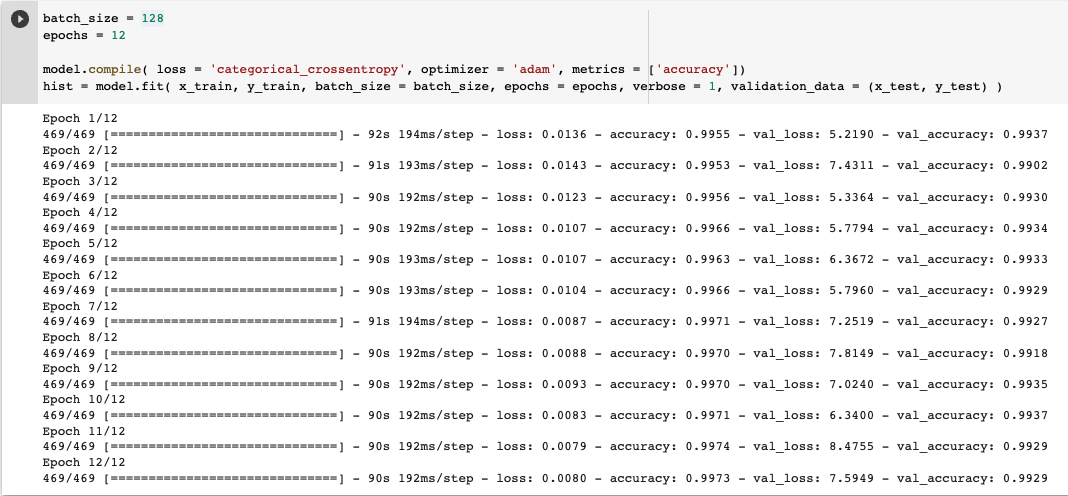 batch_size = 128
epochs = 12
model.compile( loss = 'categorical_crossentropy', optimizer = 'adam', metrics = ['accuracy'])
hist = model.fit( x_train, y_train, batch_size = batch_size, epochs = epochs, verbose = 1, validation_data = (x_test, y_test) )
Epoch 1/12
469/469 [==============================] - 92s 194ms/step - loss: 0.0136 - accuracy: 0.9955 - val_loss: 5.2190 - val_accuracy: 0.9937
Epoch 2/12
469/469 [==============================] - 91s 193ms/step - loss: 0.0143 - accuracy: 0.9953 - val_loss: 7.4311 - val_accuracy: 0.9902
Epoch 3/12
469/469 [==============================] - 90s 192ms/step - loss: 0.0123 - accuracy: 0.9956 - val_loss: 5.3364 - val_accuracy: 0.9930
Epoch 4/12
469/469 [==============================] - 90s 192ms/step - loss: 0.0107 - accuracy: 0.9966 - val_loss: 5.7794 - val_accuracy: 0.9934
Epoch 5/12
469/469 [==============================] - 90s 193ms/step - loss: 0.0107 - accuracy: 0.9963 - val_loss: 6.3672 - val_accuracy: 0.9933
Epoch 6/12
469/469 [==============================] - 90s 193ms/step - loss: 0.0104 - accuracy: 0.9966 - val_loss: 5.7960 - val_accuracy: 0.9929
Epoch 7/12
469/469 [==============================] - 91s 194ms/step - loss: 0.0087 - accuracy: 0.9971 - val_loss: 7.2519 - val_accuracy: 0.9927
Epoch 8/12
469/469 [==============================] - 90s 192ms/step - loss: 0.0088 - accuracy: 0.9970 - val_loss: 7.8149 - val_accuracy: 0.9918
Epoch 9/12
469/469 [==============================] - 90s 192ms/step - loss: 0.0093 - accuracy: 0.9970 - val_loss: 7.0240 - val_accuracy: 0.9935
Epoch 10/12
469/469 [==============================] - 90s 192ms/step - loss: 0.0083 - accuracy: 0.9971 - val_loss: 6.3400 - val_accuracy: 0.9937
Epoch 11/12
469/469 [==============================] - 90s 192ms/step - loss: 0.0079 - accuracy: 0.9974 - val_loss: 8.4755 - val_accuracy: 0.9929
Epoch 12/12
469/469 [==============================] - 90s 192ms/step - loss: 0.0080 - accuracy: 0.9973 - val_loss: 7.5949 - val_accuracy: 0.9929